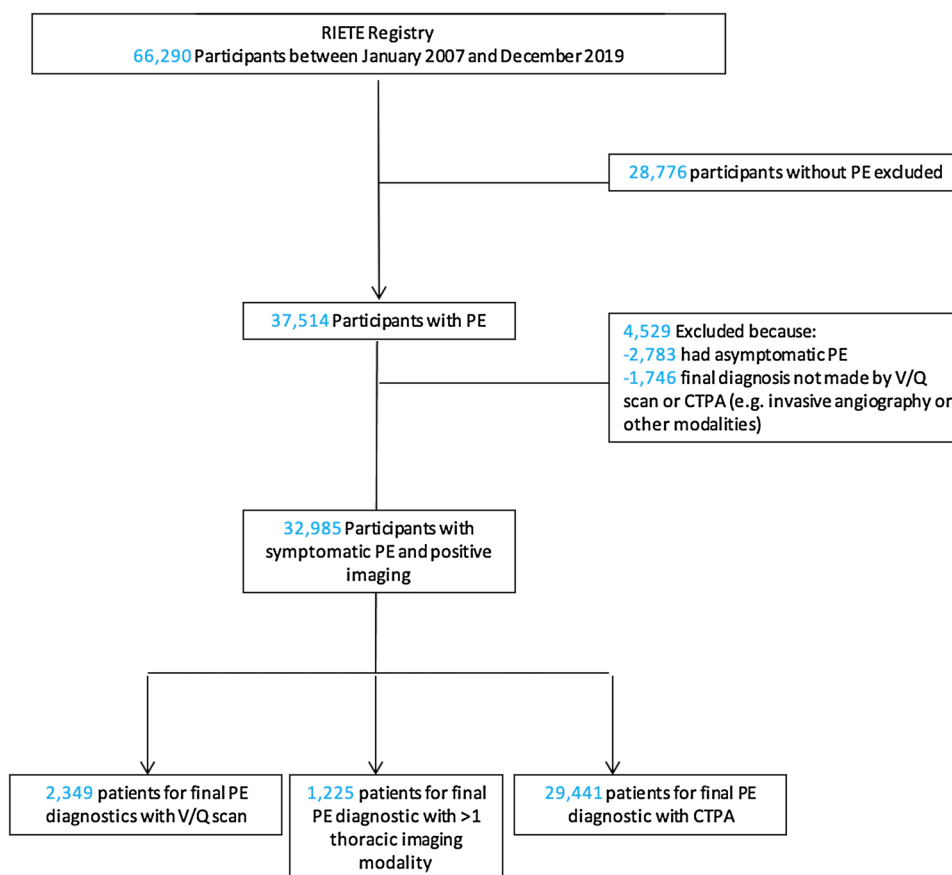 RIETE Registry
66,290 Participants between January 2007 and December 2019
28,776 participants without PE excluded
37,514 Participants with PE
4,529 Excluded because:
-2,783 had asymptomatic PE
-1,746 final diagnosis not made by V/Q
scan or CTPA (e.g. invasive angiography or
other modalities)
32,985 Participants with
symptomatic PE and positive
imaging
2,349 patients for final PE
diagnostics with V/Q scan
1,225 patients for final
PE diagnostic with >1
thoracic imaging
modality
29,441 patients for final PE
diagnostic with CTPA